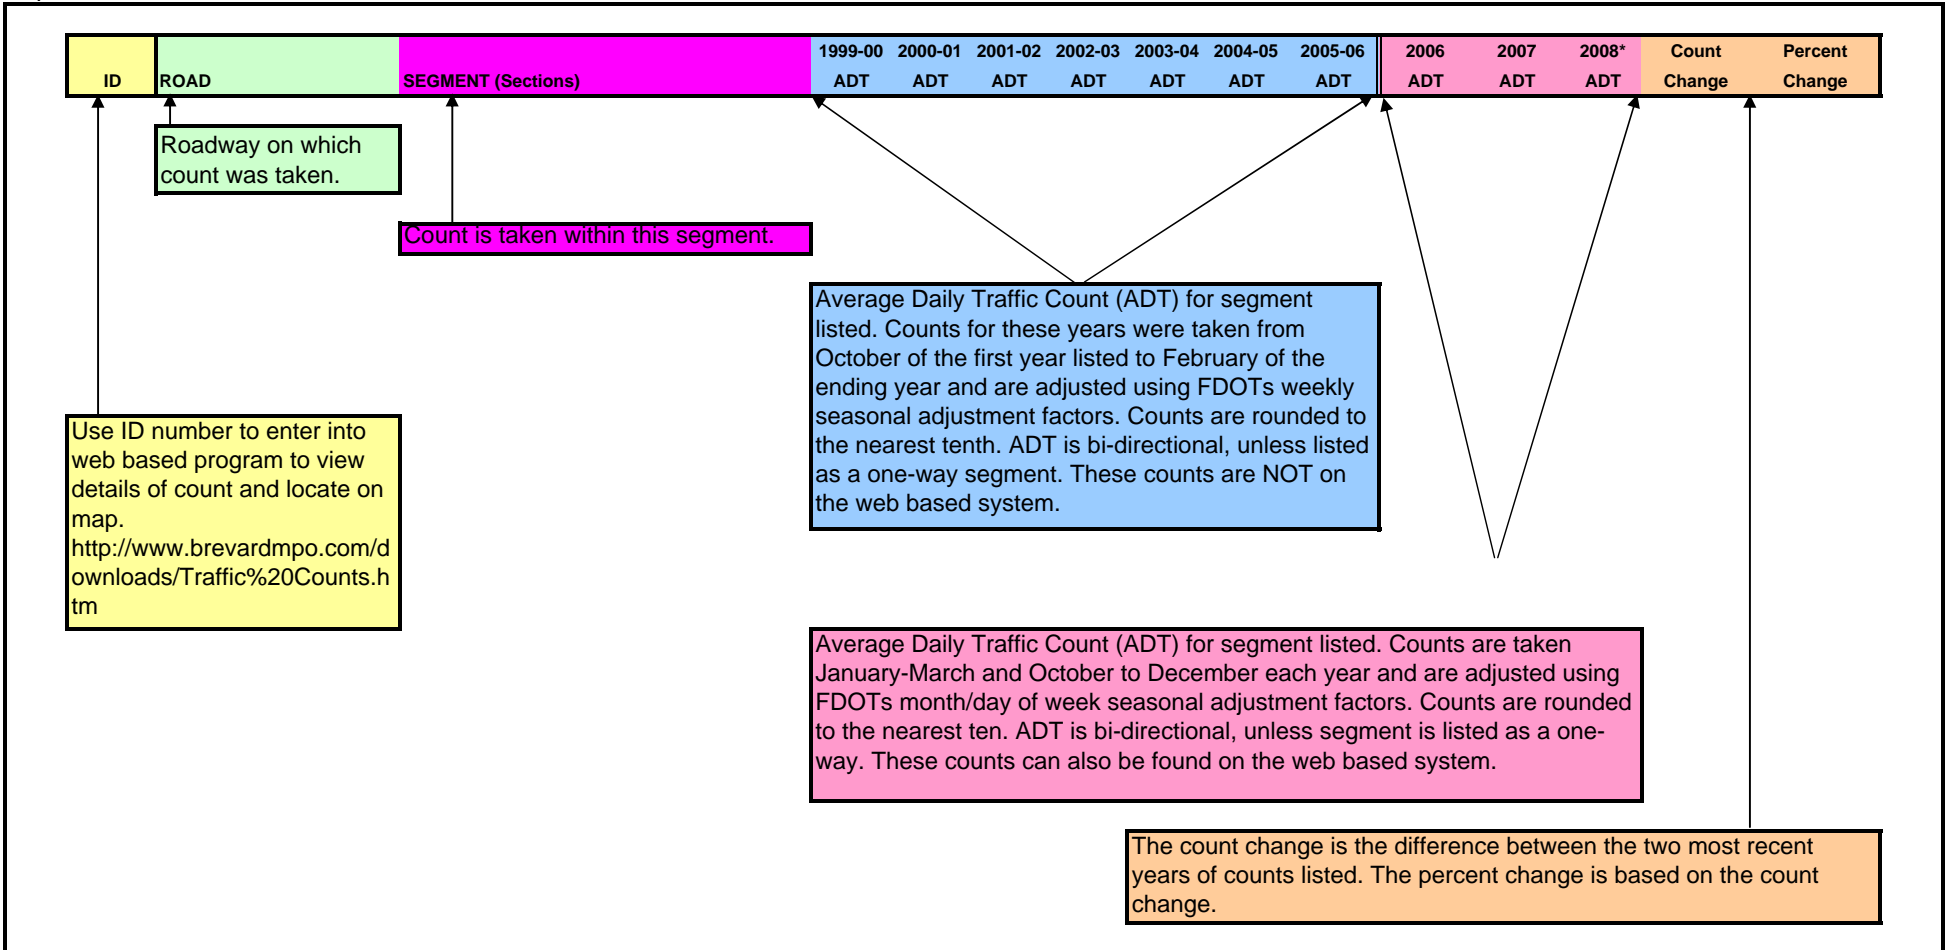 1999-00 2000-01 2001-02 2002-03 2003-04 2004-05 2005-06 2006 2007 2008* Count Percent
ID ROAD SEGMENT (Sections) ADT ADT ADT ADT ADT ADT ADT ADT ADT ADT Change Change
Roadway on which
count was taken.
Count is taken within this segment.
Average Daily Traffic Count (ADT) for segment
listed. Counts for these years were taken from
October of the first year listed to February of the
ending year and are adjusted using FDOTs weekly
seasonal adjustment factors. Counts are rounded to
the nearest tenth. ADT is bi-directional, unless listed
as a one-way segment. These counts are NOT on
the web based system.
Use ID number to enter into
web based program to view
details of count and locate on
map.
http://www.brevardmpo.com/d
ownloads/Traffic%20Counts.h
tm
Average Daily Traffic Count (ADT) for segment listed. Counts are taken
January-March and October to December each year and are adjusted using
FDOTs month/day of week seasonal adjustment factors. Counts are rounded
to the nearest ten. ADT is bi-directional, unless segment is listed as a one-
way. These counts can also be found on the web based system.
The count change is the difference between the two most recent
years of counts listed. The percent change is based on the count
change.